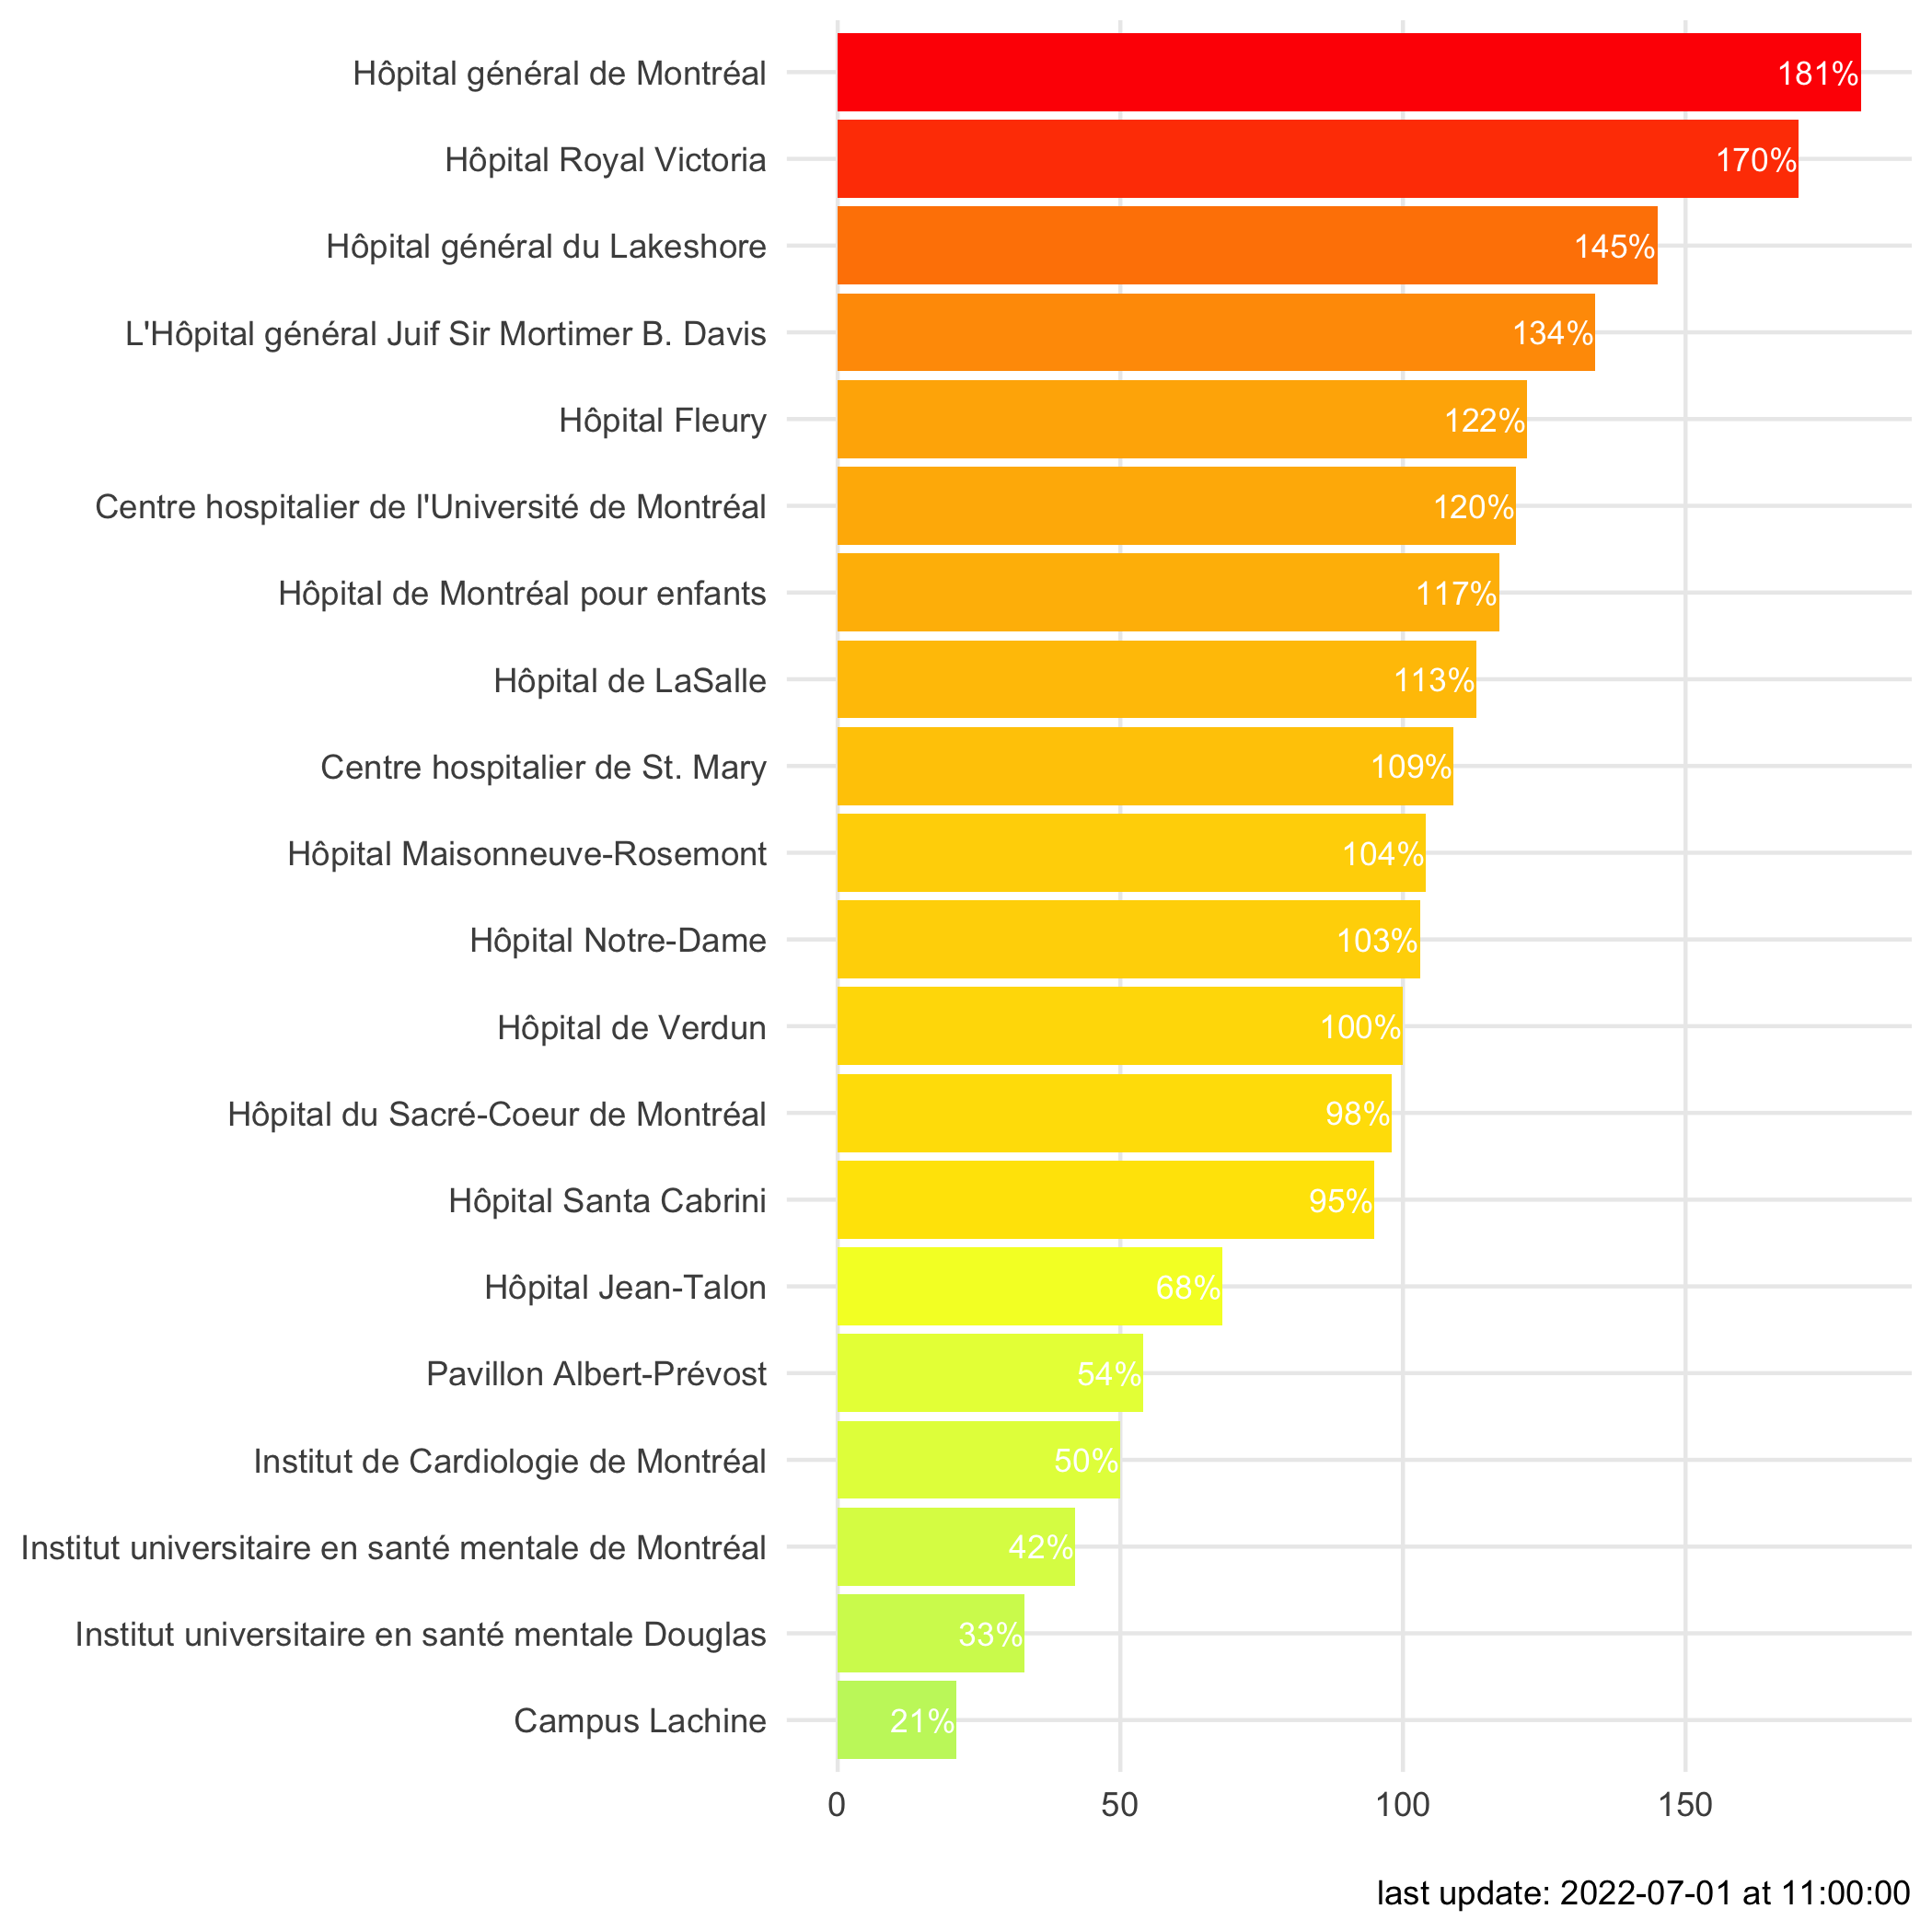 Hôpital général de Montréal 181%
Hôpital Royal Victoria 170%
Hôpital général du Lakeshore 145%
L'Hôpital général Juif Sir Mortimer B. Davis 134%
Hôpital Fleury 122%
Centre hospitalier de l'Université de Montréal 120%
Hôpital de Montréal pour enfants 117%
Hôpital de LaSalle 113%
Centre hospitalier de St. Mary 109%
Hôpital Maisonneuve-Rosemont 104%
Hôpital Notre-Dame 103%
Hôpital de Verdun 100%
Hôpital du Sacré-Coeur de Montréal 98%
Hôpital Santa Cabrini 95%
Hôpital Jean-Talon 68%
Pavillon Albert-Prévost 54%
Institut de Cardiologie de Montréal 50%
Institut universitaire en santé mentale de Montréal 42%
Institut universitaire en santé mentale Douglas 33%
Campus Lachine 21%
0 50 100 150
last update: 2022-07-01 at 11:00:00